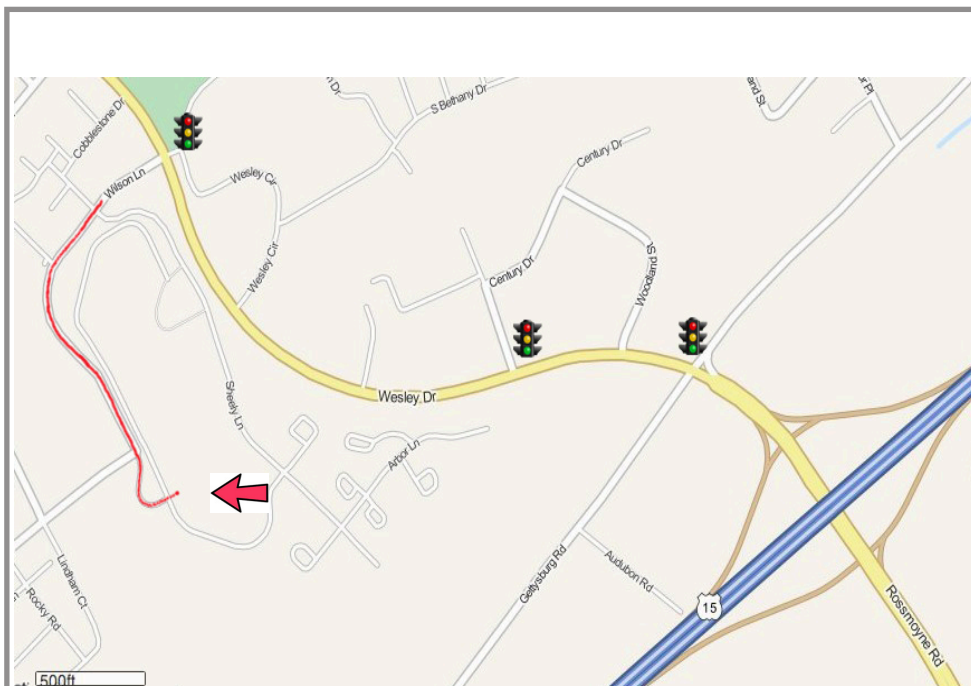 Cobblestone Dr
S Bethany Dr
Wilson Ln
Wesley Cir
Century Dr
Wesley Cir
Century Dr
Woodland St
Wesley Dr
Sheely Ln
Arbor Ln
Gettysburg Rd
Audubon Rd
Lindham Ct
Rocky Rd
15
Rossmoyne Rd
500ft